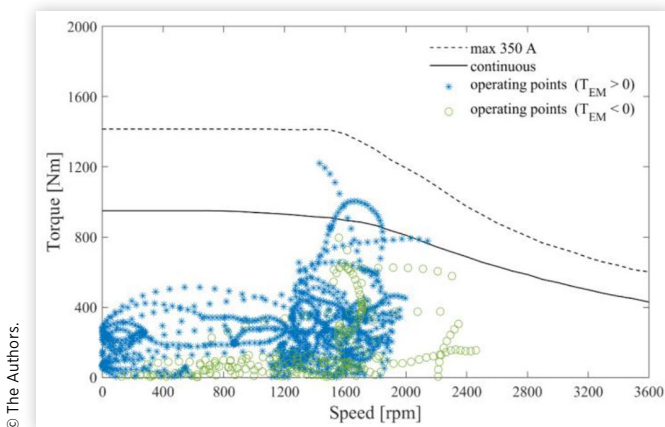 © The Authors.
2000
1600
1200
800
400
0
Torque [Nm]
max 350 A
continuous
operating points (T_EM > 0)
operating points (T_EM < 0)
0 400 800 1200 1600 2000 2400 2800 3200 3600
Speed [rpm]